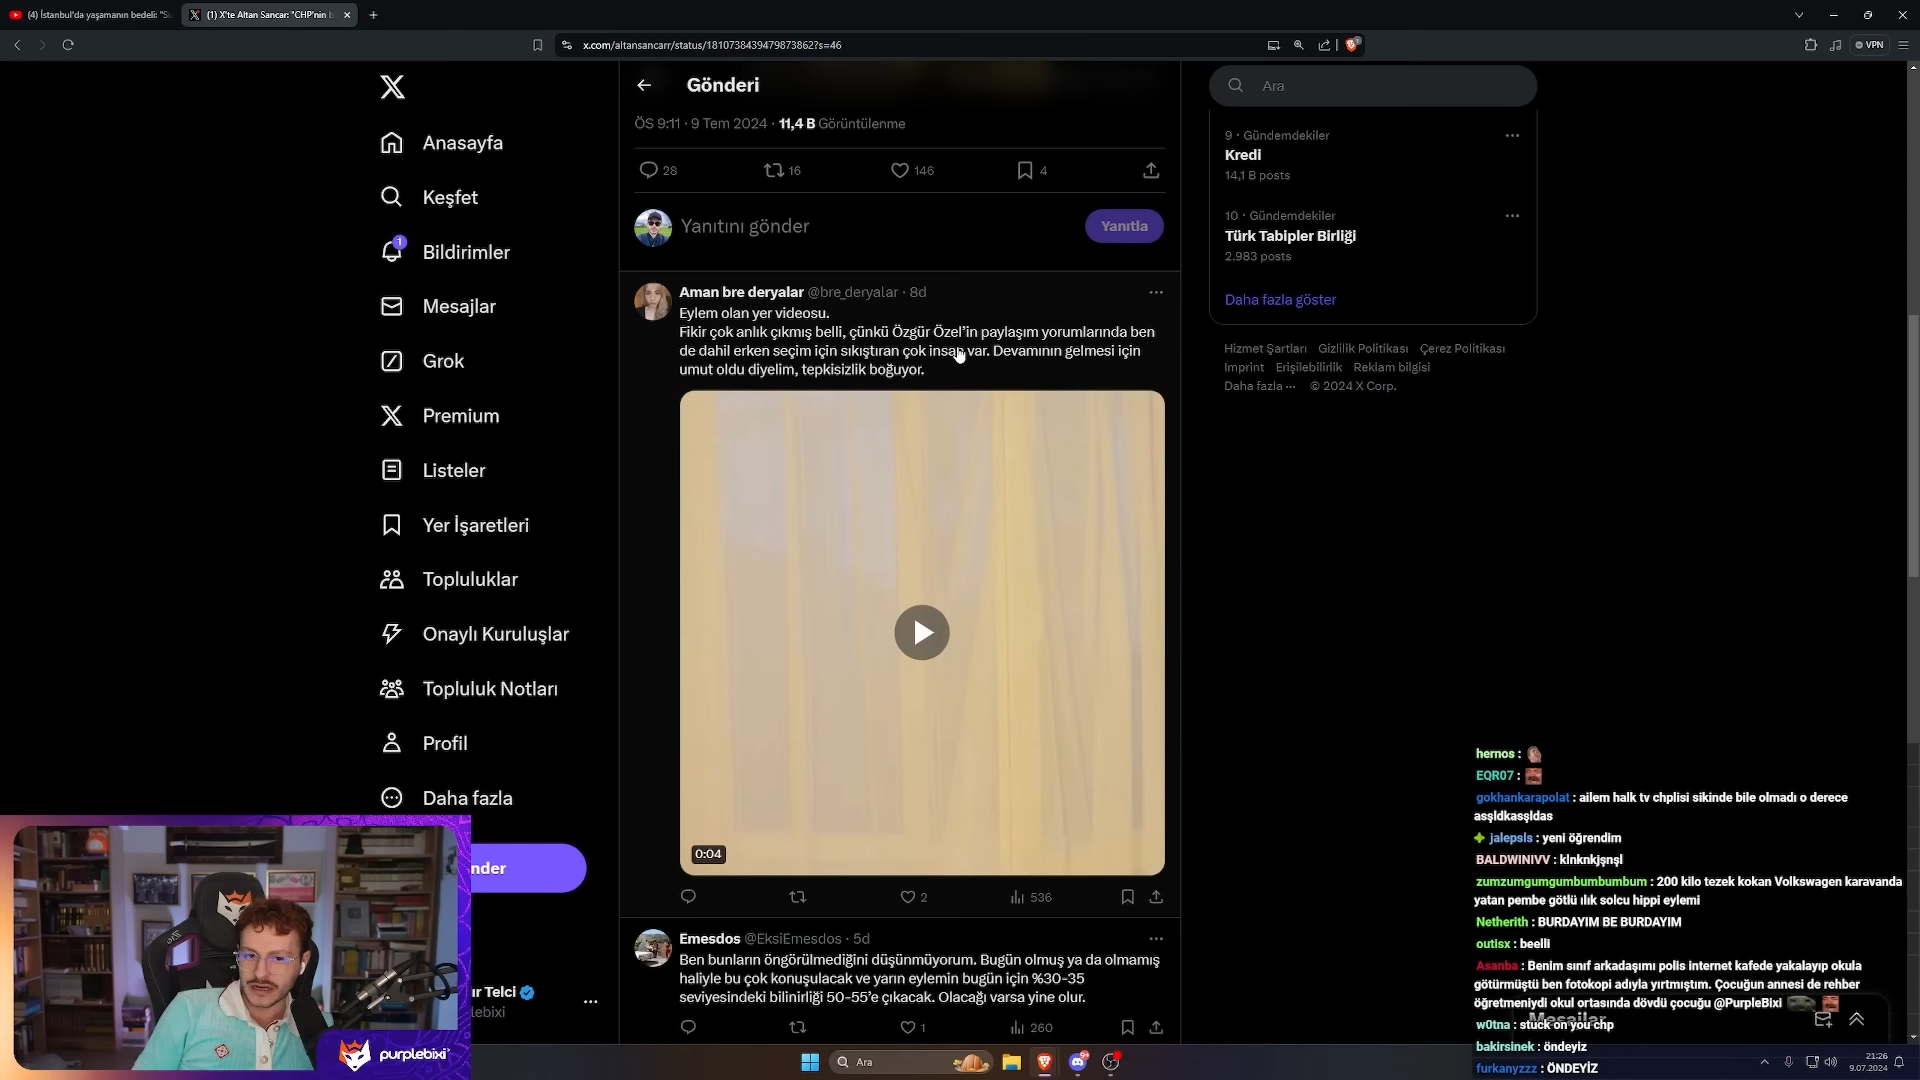 (4) İstanbul'da yaşamanın bedeli: "Su
(1) X'te Altan Sancar: "CHP'nin b
x.com/altansancarr/status/1810738439479873862?s=46
VPN
Anasayfa
Keşfet
1
Bildirimler
Mesajlar
Grok
Premium
Listeler
Yer İşaretleri
Topluluklar
Onaylı Kuruluşlar
Topluluk Notları
Profil
Daha fazla
nder
ur Telci
lebixi
purplebixi
Gönderi
ÖS 9:11 · 9 Tem 2024 · 11,4 B Görüntülenme
28
16
146
4
Yanıtını gönder
Yanıtla
Aman bre deryalar @bre_deryalar · 8d
Eylem olan yer videosu.
Fikir çok anlık çıkmış belli, çünkü Özgür Özel'in paylaşım yorumlarında ben
de dahil erken seçim için sıkıştıran çok insan var. Devamının gelmesi için
umut oldu diyelim, tepkisizlik boğuyor.
0:04
2
536
Emesdos @EksiEmesdos · 5d
Ben bunların öngörülmediğini düşünmüyorum. Bugün olmuş ya da olmamış
haliyle bu çok konuşulacak ve yarın eylemin bugün için %30-35
seviyesindeki bilinirliği 50-55'e çıkacak. Olacağı varsa yine olur.
1
260
Ara
9 · Gündemdekiler
Kredi
14,1 B posts
10 · Gündemdekiler
Türk Tabipler Birliği
2.983 posts
Daha fazla göster
Hizmet Şartları Gizlilik Politikası Çerez Politikası
Imprint Erişilebilirlik Reklam bilgisi
Daha fazla ··· © 2024 X Corp.
hernos :
EQR07 :
gokhankarapolat : ailem halk tv chplisi sikinde bile olmadı o derece
asşldkasşldas
jalepsls : yeni öğrendim
BALDWINIVV : klnknkjşnşl
zumzumgumgumbumbumbum : 200 kilo tezek kokan Volkswagen karavanda
yatan pembe götlü ılık solcu hippi eylemi
Netherith : BURDAYIM BE BURDAYIM
outisx : beelli
Asanba : Benim sınıf arkadaşımı polis internet kafede yakalayıp okula
götürmüştü ben fotokopi adıyla yırtmıştım. Çocuğun annesi de rehber
öğretmeniydi okul ortasında dövdü çocuğu @PurpleBixi
Mesajlar
w0tna : stuck on you chp
bakirsinek : öndeyiz
furkanyzzz : ÖNDEYİZ
Ara
21:26
9.07.2024